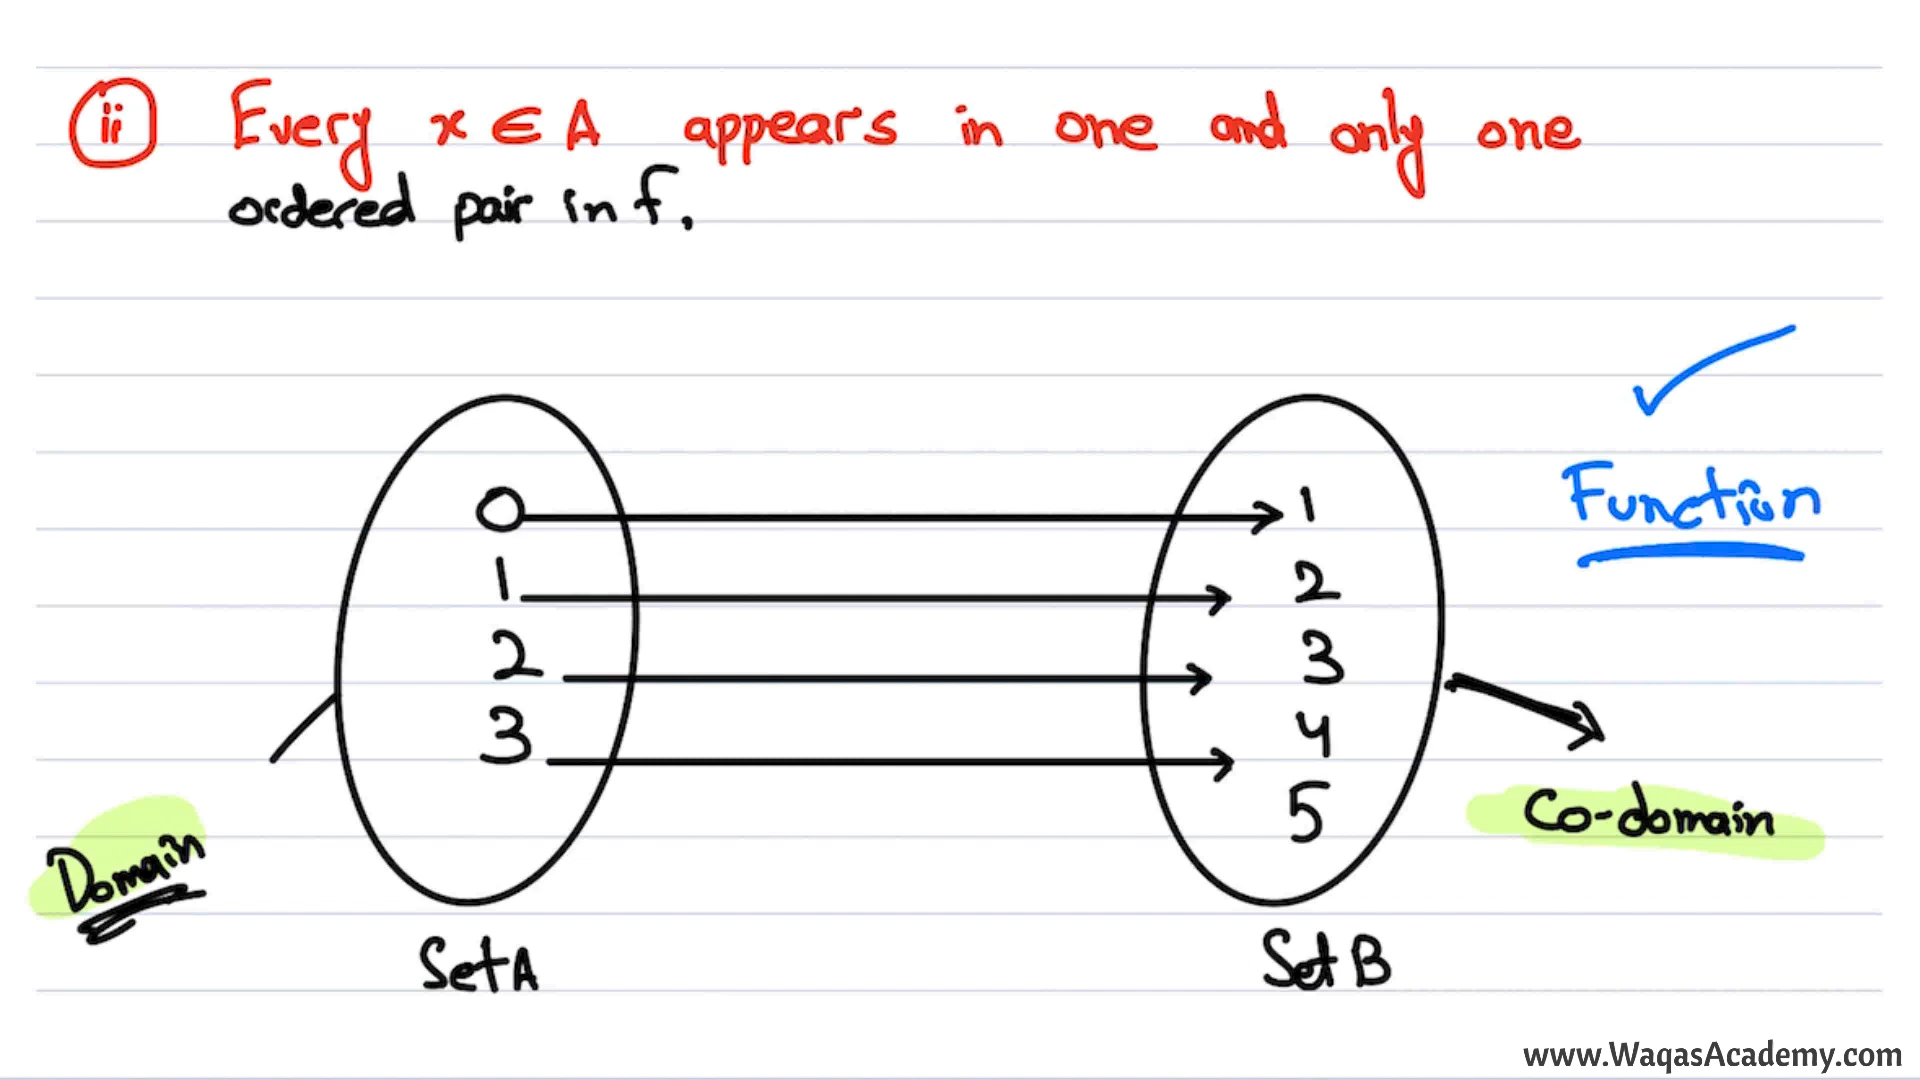 ii Every x ∈ A appears in one and only one
ordered pair in f.
Function
0 1
1 2
2 3
3 4
5
Domain
Co-domain
Set A
Set B
www.WaqasAcademy.com